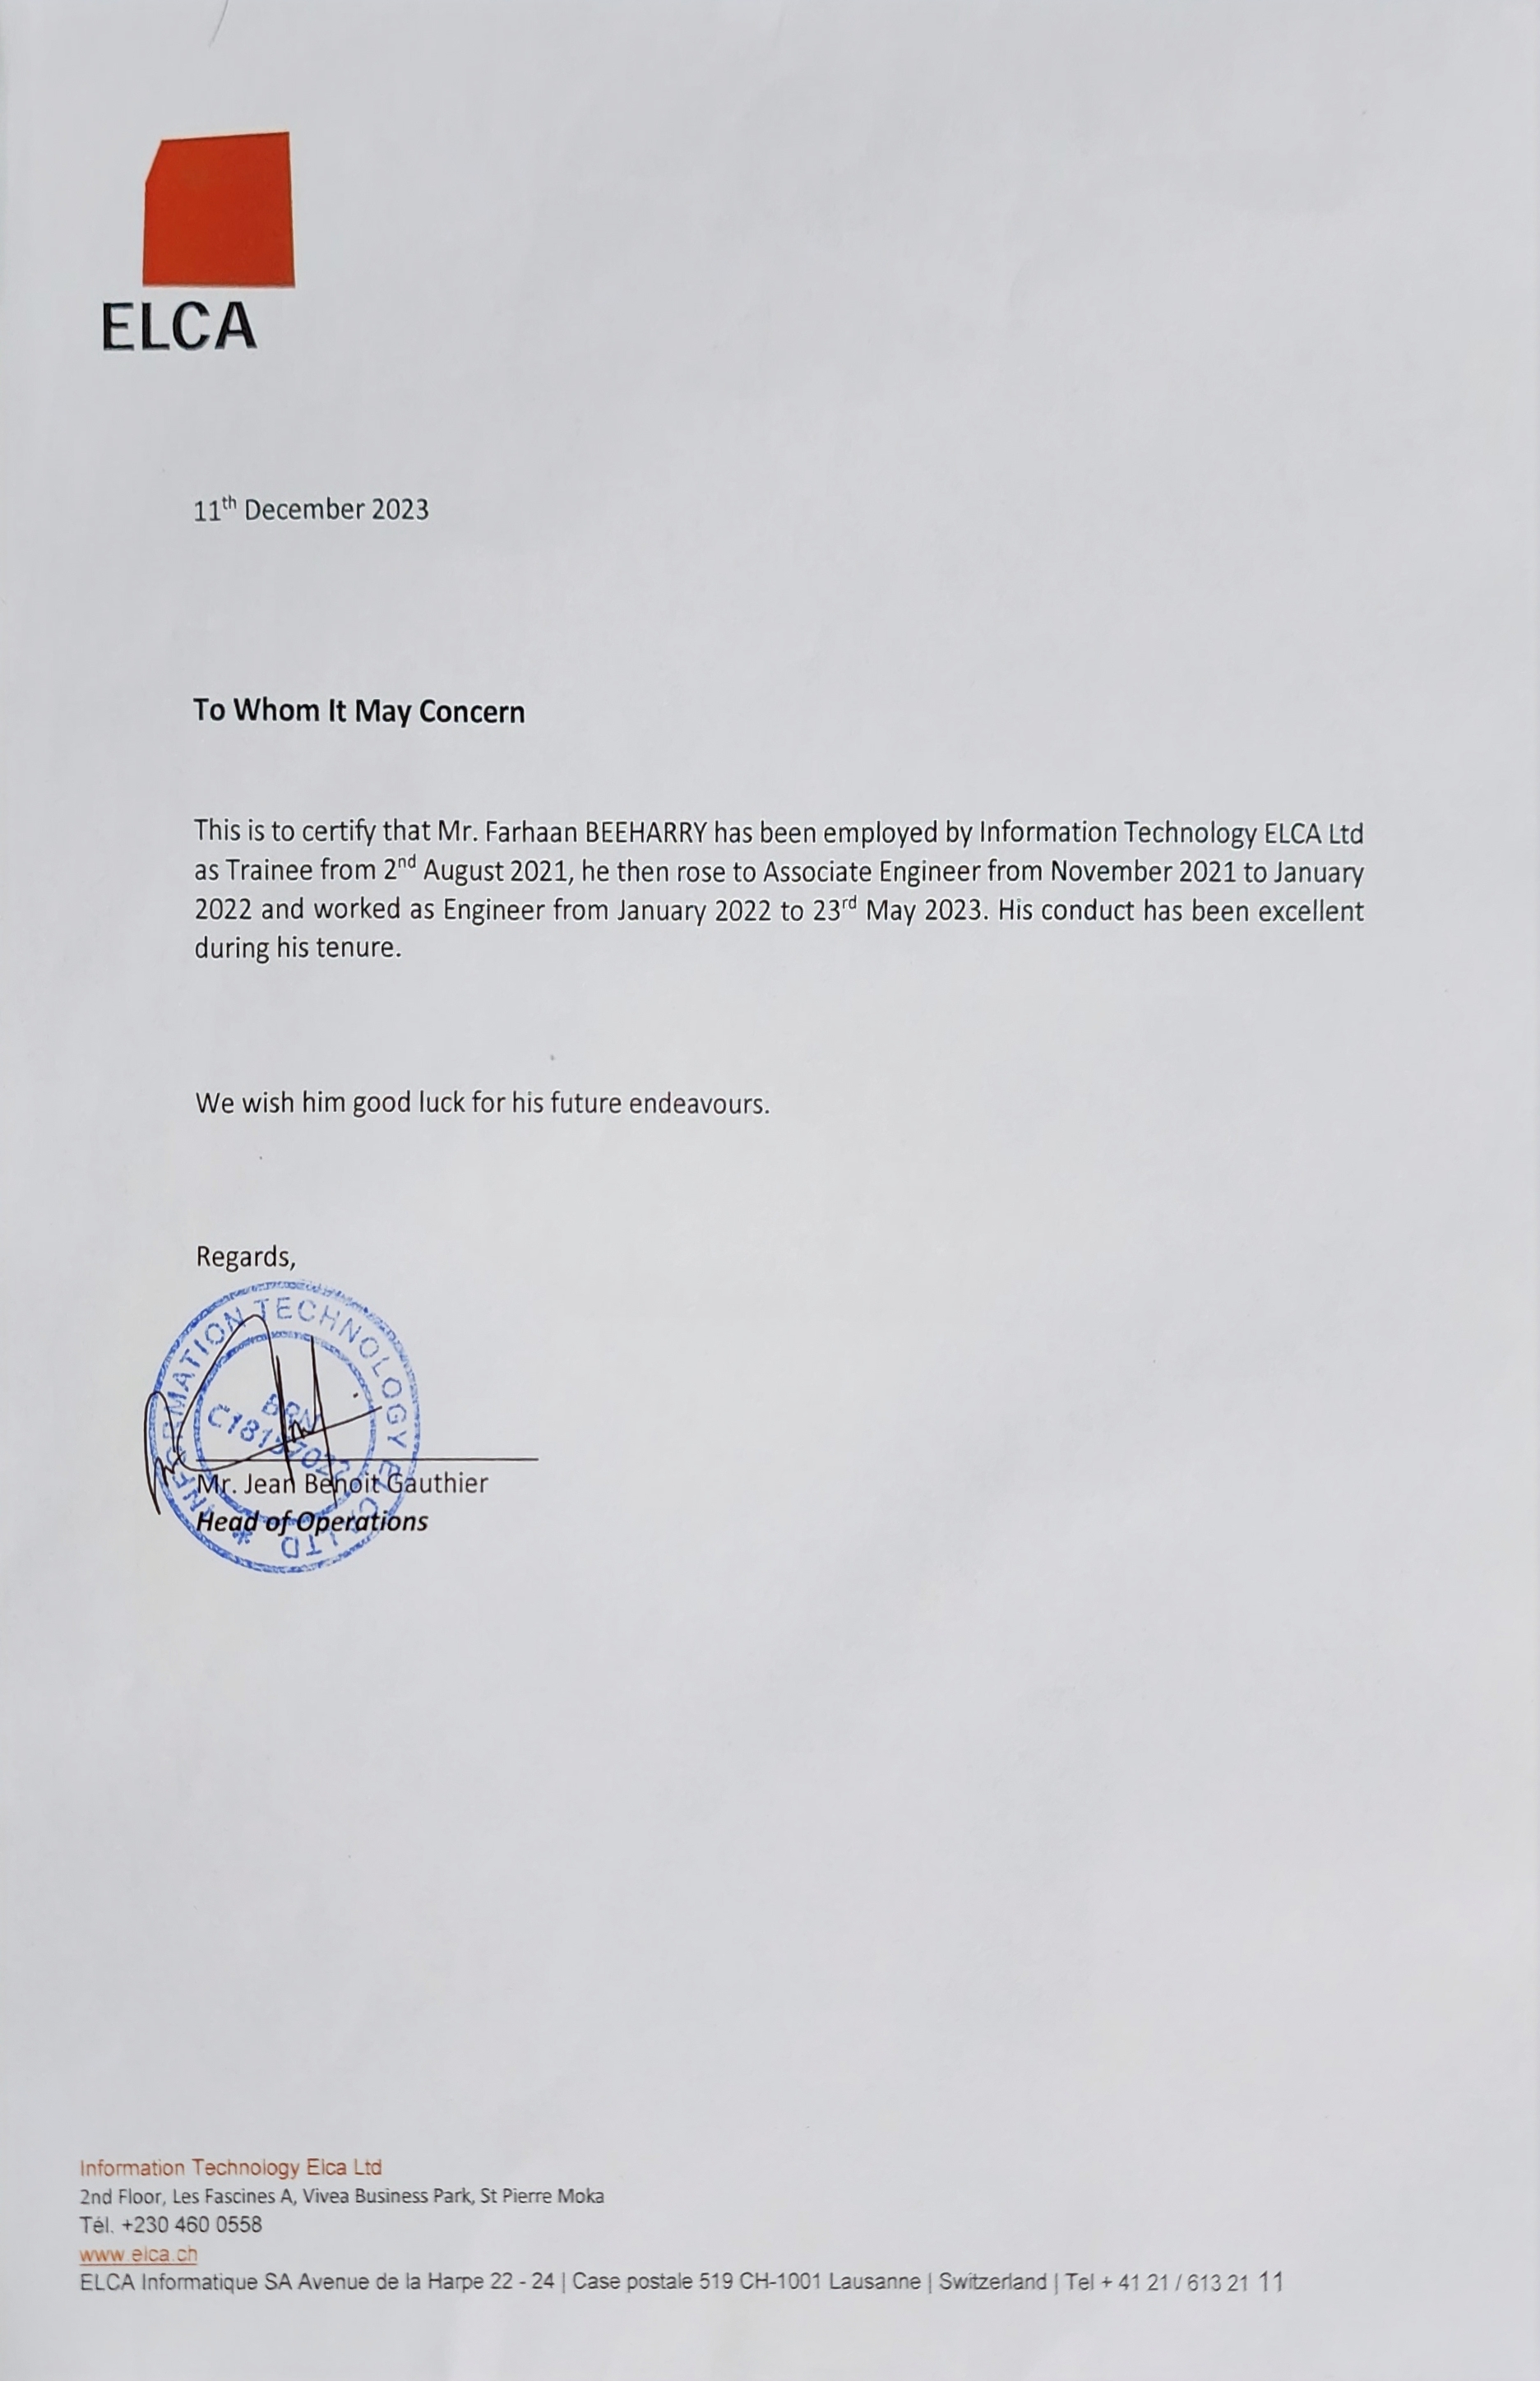 ELCA
11th December 2023
To Whom It May Concern
This is to certify that Mr. Farhaan BEEHARRY has been employed by Information Technology ELCA Ltd
as Trainee from 2nd August 2021, he then rose to Associate Engineer from November 2021 to January
2022 and worked as Engineer from January 2022 to 23rd May 2023. His conduct has been excellent
during his tenure.
We wish him good luck for his future endeavours.
Regards,
INFORMATION TECHNOLOGY ELCA LTD *
BRN
Mr. Jean Benoit Gauthier
Head of Operations
Information Technology Elca Ltd
2nd Floor, Les Fascines A, Vivea Business Park, St Pierre Moka
Tél. +230 460 0558
www.elca.ch
ELCA Informatique SA Avenue de la Harpe 22 - 24 | Case postale 519 CH-1001 Lausanne | Switzerland | Tel + 41 21 / 613 21 11